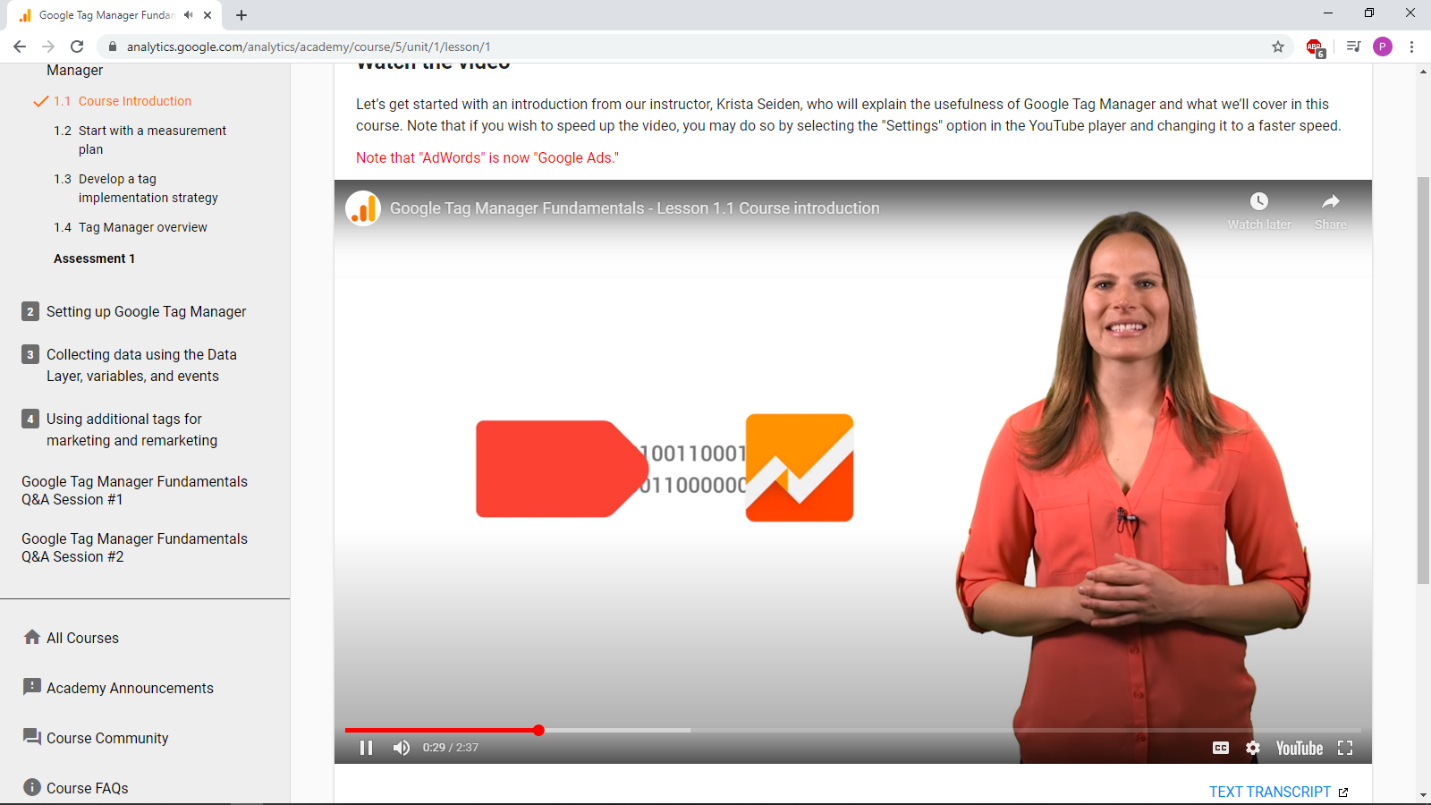 Google Tag Manager Fundan
analytics.google.com/analytics/academy/course/5/unit/1/lesson/1
ABP
6
P
Manager
1.1 Course Introduction
1.2 Start with a measurement
plan
1.3 Develop a tag
implementation strategy
1.4 Tag Manager overview
Assessment 1
2 Setting up Google Tag Manager
3 Collecting data using the Data
Layer, variables, and events
4 Using additional tags for
marketing and remarketing
Google Tag Manager Fundamentals
Q&A Session #1
Google Tag Manager Fundamentals
Q&A Session #2
All Courses
Academy Announcements
Course Community
Course FAQs
Watch the video
Let's get started with an introduction from our instructor, Krista Seiden, who will explain the usefulness of Google Tag Manager and what we'll cover in this
course. Note that if you wish to speed up the video, you may do so by selecting the "Settings" option in the YouTube player and changing it to a faster speed.
Note that "AdWords" is now "Google Ads."
Google Tag Manager Fundamentals - Lesson 1.1 Course introduction
Watch later
Share
100110001
011000000
0:29 / 2:37
CC
YouTube
TEXT TRANSCRIPT